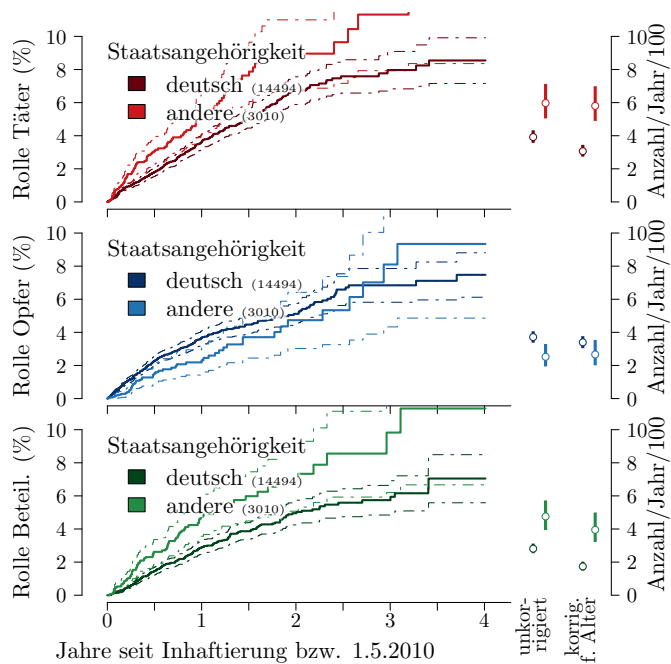 Rolle Täter (%)
10
8
6
4
2
0
Staatsangehörigkeit
deutsch (14494)
andere (3010)
10
8
6
4
2
0
Anzahl/Jahr/100
Rolle Opfer (%)
10
8
6
4
2
0
Staatsangehörigkeit
deutsch (14494)
andere (3010)
10
8
6
4
2
0
Anzahl/Jahr/100
Rolle Beteil. (%)
10
8
6
4
2
0
Staatsangehörigkeit
deutsch (14494)
andere (3010)
10
8
6
4
2
0
Anzahl/Jahr/100
0 1 2 3 4
Jahre seit Inhaftierung bzw. 1.5.2010
unkor-
rigiert
korrig.
f. Alter